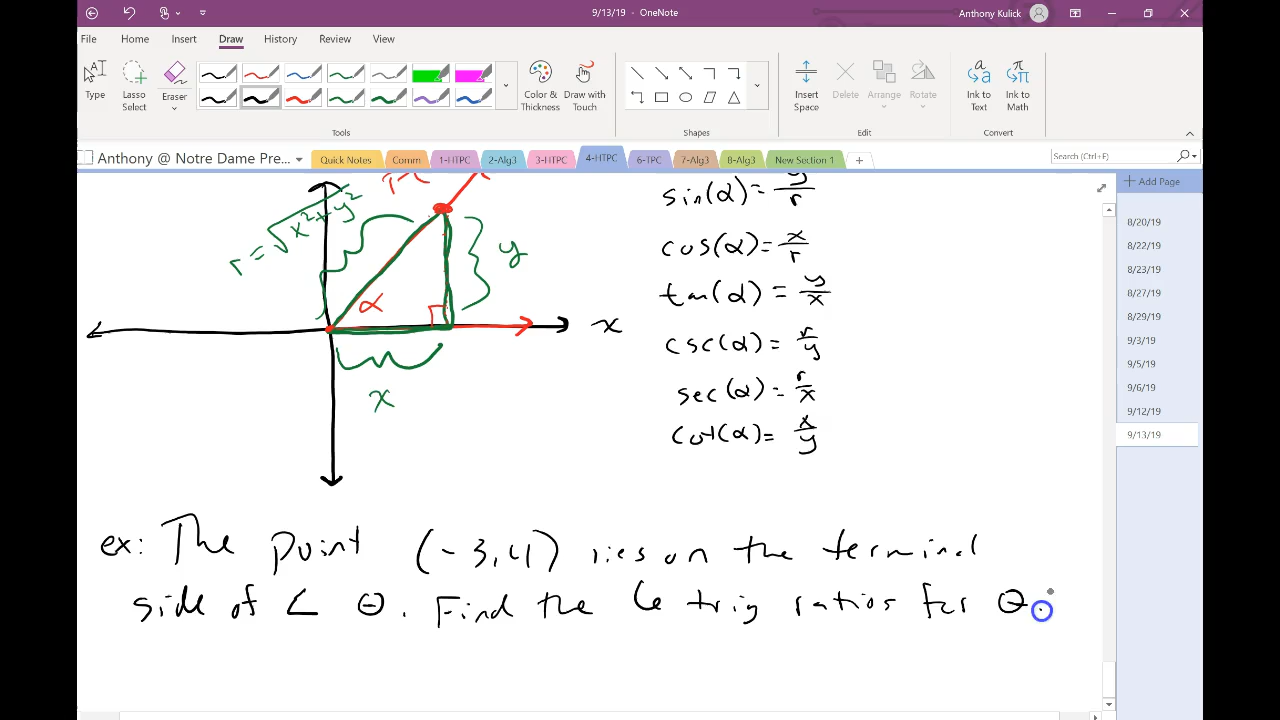 9/13/19 - OneNote
Anthony Kulick
File Home Insert Draw History Review View
Type
Lasso Select
Eraser
Color & Thickness
Draw with Touch
Insert Space
Delete
Arrange
Rotate
Ink to Text
Ink to Math
Tools
Shapes
Edit
Convert
Anthony @ Notre Dame Pre...
Quick Notes Comm 1-HTPC 2-Alg3 3-HTPC 4-HTPC 6-TPC 7-Alg3 8-Alg3 New Section 1 +
Search (Ctrl+E)
+ Add Page
8/20/19
8/22/19
8/23/19
8/27/19
8/29/19
9/3/19
9/5/19
9/6/19
9/12/19
9/13/19
r = √x²+y²
y
α
x
x
sin(α) = y/r
cos(α) = x/r
tan(α) = y/x
csc(α) = r/y
sec(α) = r/x
cot(α) = x/y
ex: The point (-3,4) lies on the terminal
side of ∠ θ. Find the 6 trig ratios for θ.